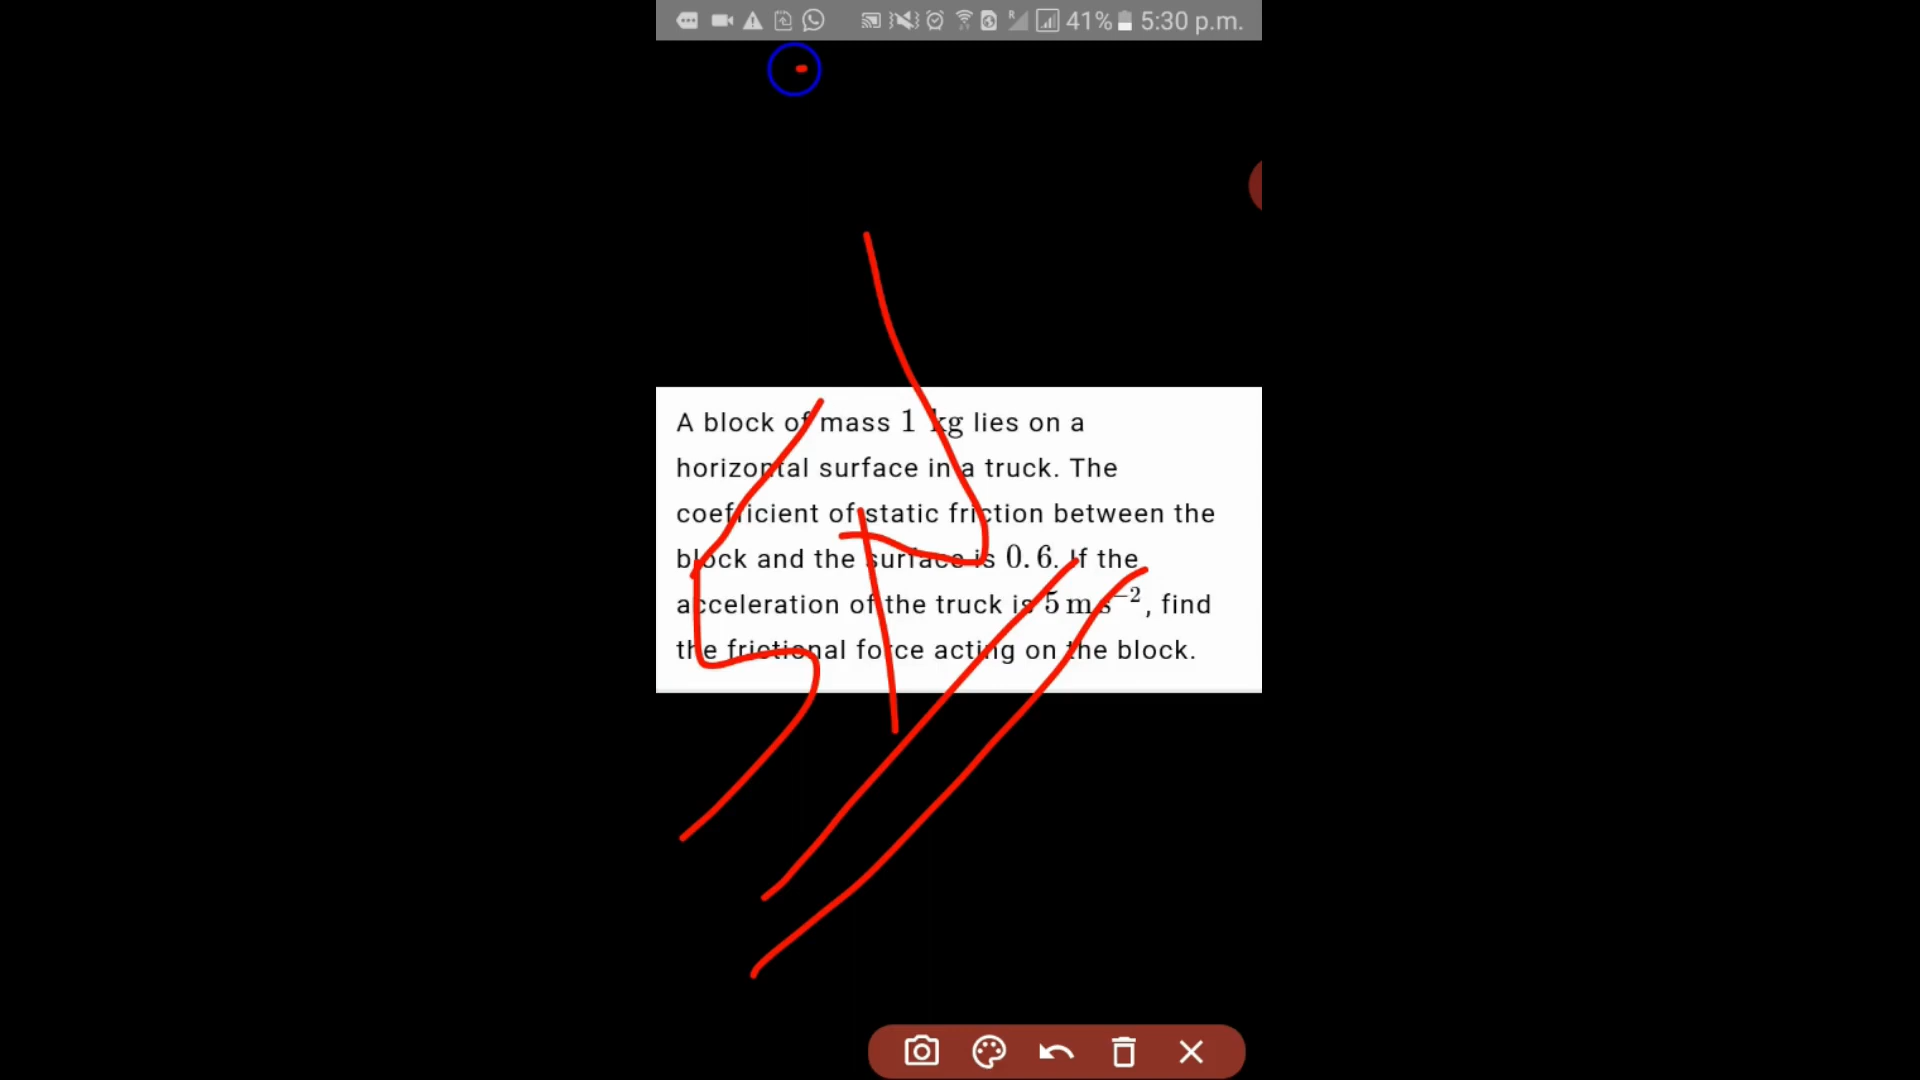 R 41% 5:30 p.m.
A block of mass 1 kg lies on a
horizontal surface in a truck. The
coefficient of static friction between the
block and the surface is 0.6. If the
acceleration of the truck is 5 m s⁻², find
the frictional force acting on the block.